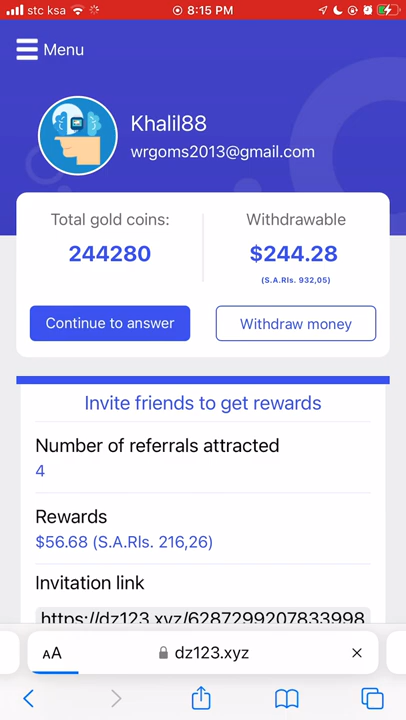 stc ksa 8:15 PM
Menu
Khalil88
wrgoms2013@gmail.com
Total gold coins:
244280
Withdrawable
$244.28
(S.A.Rls. 932,05)
Continue to answer
Withdraw money
Invite friends to get rewards
Number of referrals attracted
4
Rewards
$56.68 (S.A.Rls. 216,26)
Invitation link
https://dz123.xyz/6287299207833998
AA dz123.xyz